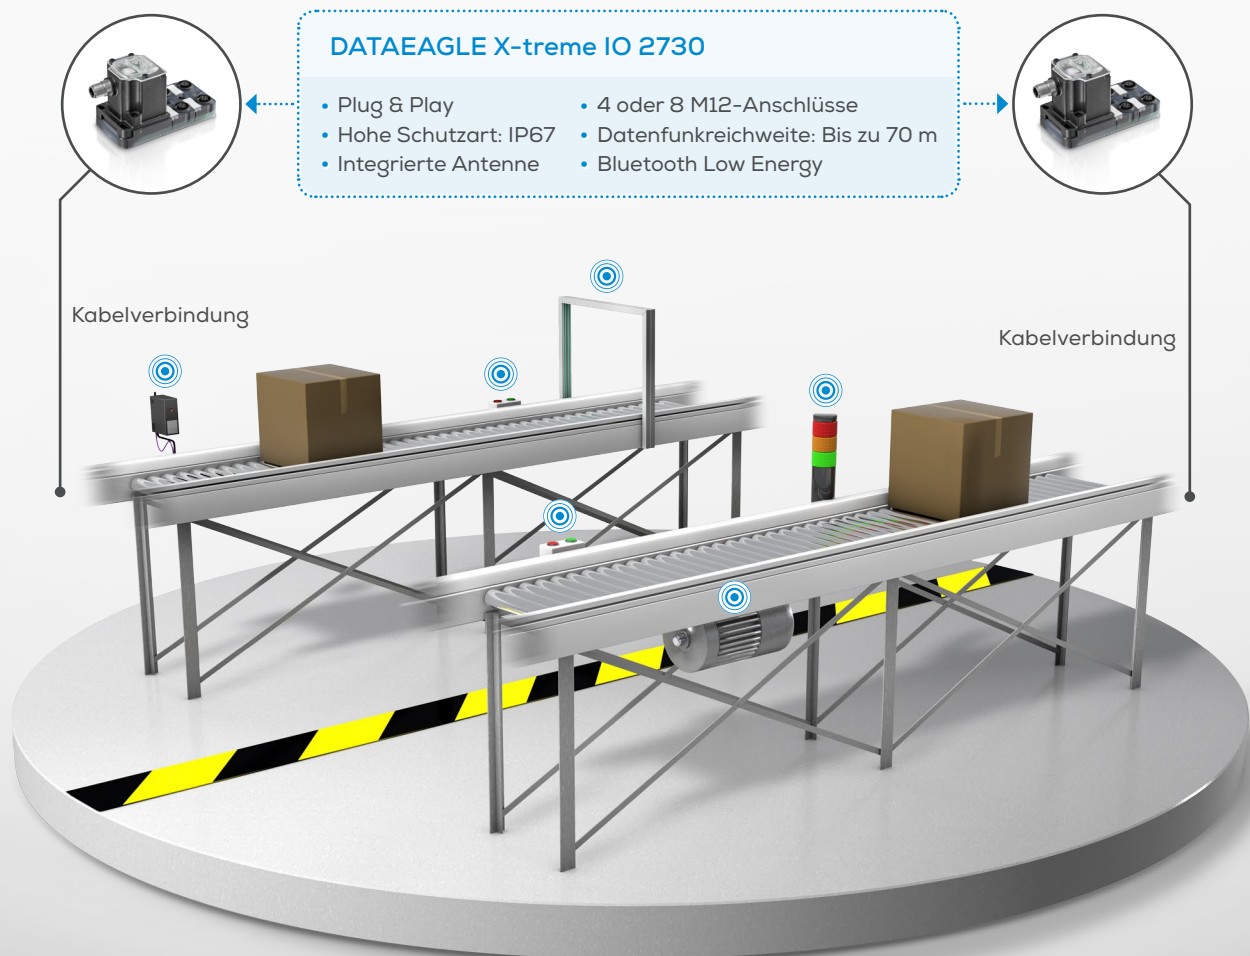 DATAEAGLE X-treme IO 2730
• Plug & Play
• Hohe Schutzart: IP67
• Integrierte Antenne
• 4 oder 8 M12-Anschlüsse
• Datenfunkreichweite: Bis zu 70 m
• Bluetooth Low Energy
Kabelverbindung
Kabelverbindung